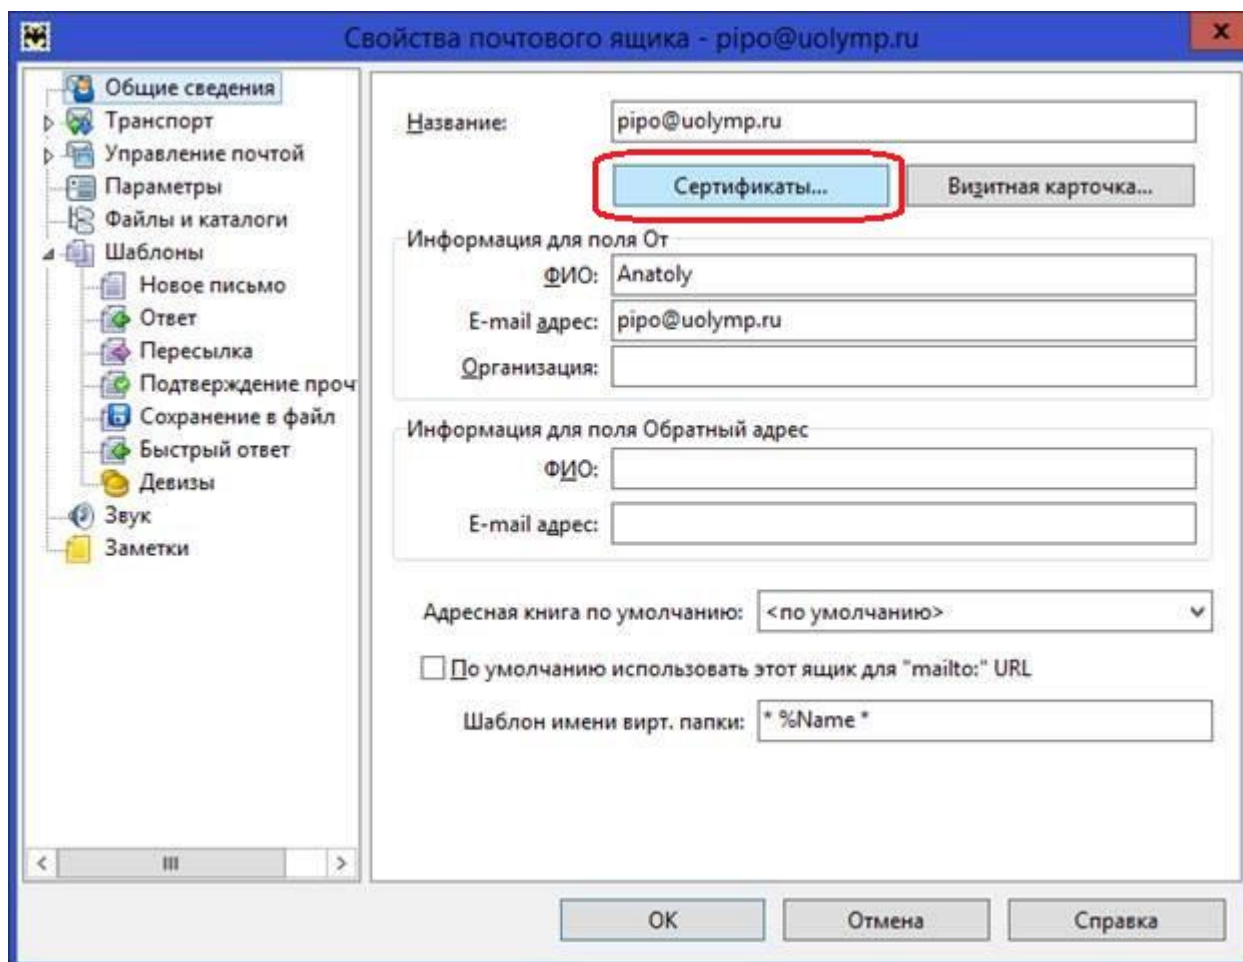 Свойства почтового ящика - pipo@uolymp.ru
Общие сведения
Транспорт
Управление почтой
Параметры
Файлы и каталоги
Шаблоны
Новое письмо
Ответ
Пересылка
Подтверждение проч
Сохранение в файл
Быстрый ответ
Девизы
Звук
Заметки
Название: pipo@uolymp.ru
Сертификаты... Визитная карточка...
Информация для поля От
ФИО: Anatoly
E-mail адрес: pipo@uolymp.ru
Организация:
Информация для поля Обратный адрес
ФИО:
E-mail адрес:
Адресная книга по умолчанию: <по умолчанию>
По умолчанию использовать этот ящик для "mailto:" URL
Шаблон имени вирт. папки: * %Name *
ОК Отмена Справка